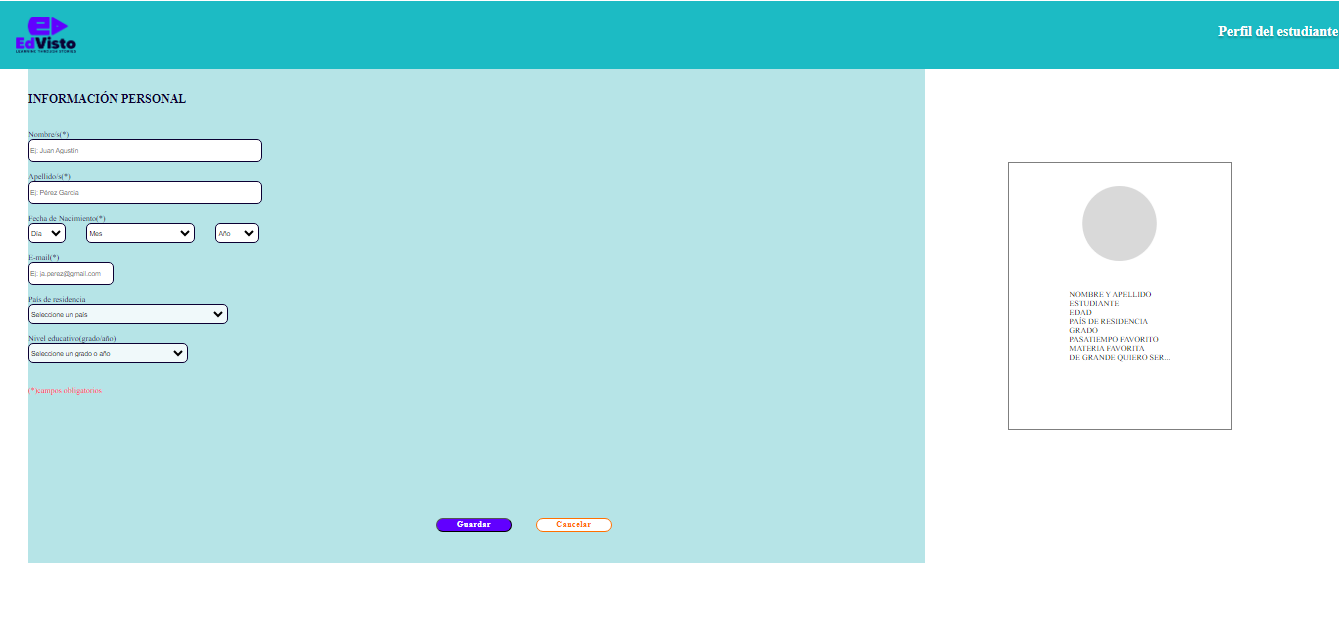 EdVisto
LEARNING THROUGH STORIES
Perfil del estudiante
INFORMACIÓN PERSONAL
Nombre/s(*)
Ej: Juan Agustín
Apellido/s(*)
Ej: Pérez García
Fecha de Nacimiento(*)
Día
Mes
Año
E-mail(*)
Ej: ja.perez@gmail.com
País de residencia
Seleccione un país
Nivel educativo(grado/año)
Seleccione un grado o año
(*)campos obligatorios
Guardar
Cancelar
NOMBRE Y APELLIDO
ESTUDIANTE
EDAD
PAÍS DE RESIDENCIA
GRADO
PASATIEMPO FAVORITO
MATERIA FAVORITA
DE GRANDE QUIERO SER...